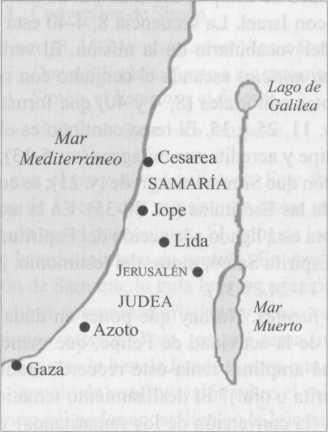 Lago de
Galilea
Mar
Mediterráneo
Cesarea
SAMARÍA
Jope
Lida
JERUSALÉN
JUDEA
Mar
Muerto
Azoto
Gaza